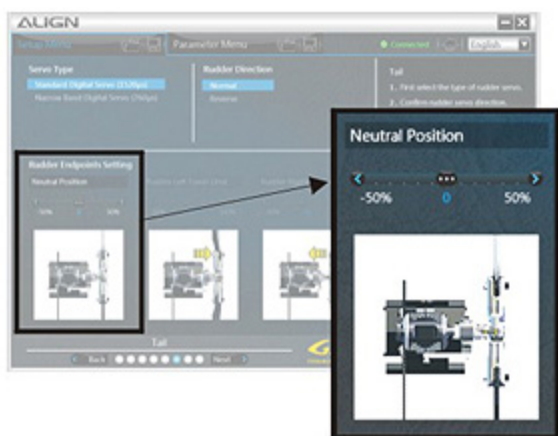 ALIGN
Setup Menu
Parameter Menu
Connected
English
Servo Type
Standard Digital Servo (1520μs)
Narrow Band Digital Servo (760μs)
Rudder Direction
Normal
Reverse
Tail
1. First select the type of rudder servo.
2. Confirm rudder servo direction.
Rudder Endpoints Setting
Neutral Position
-50% 0 50%
Neutral Position
-50% 0 50%
Tail
Back
Next